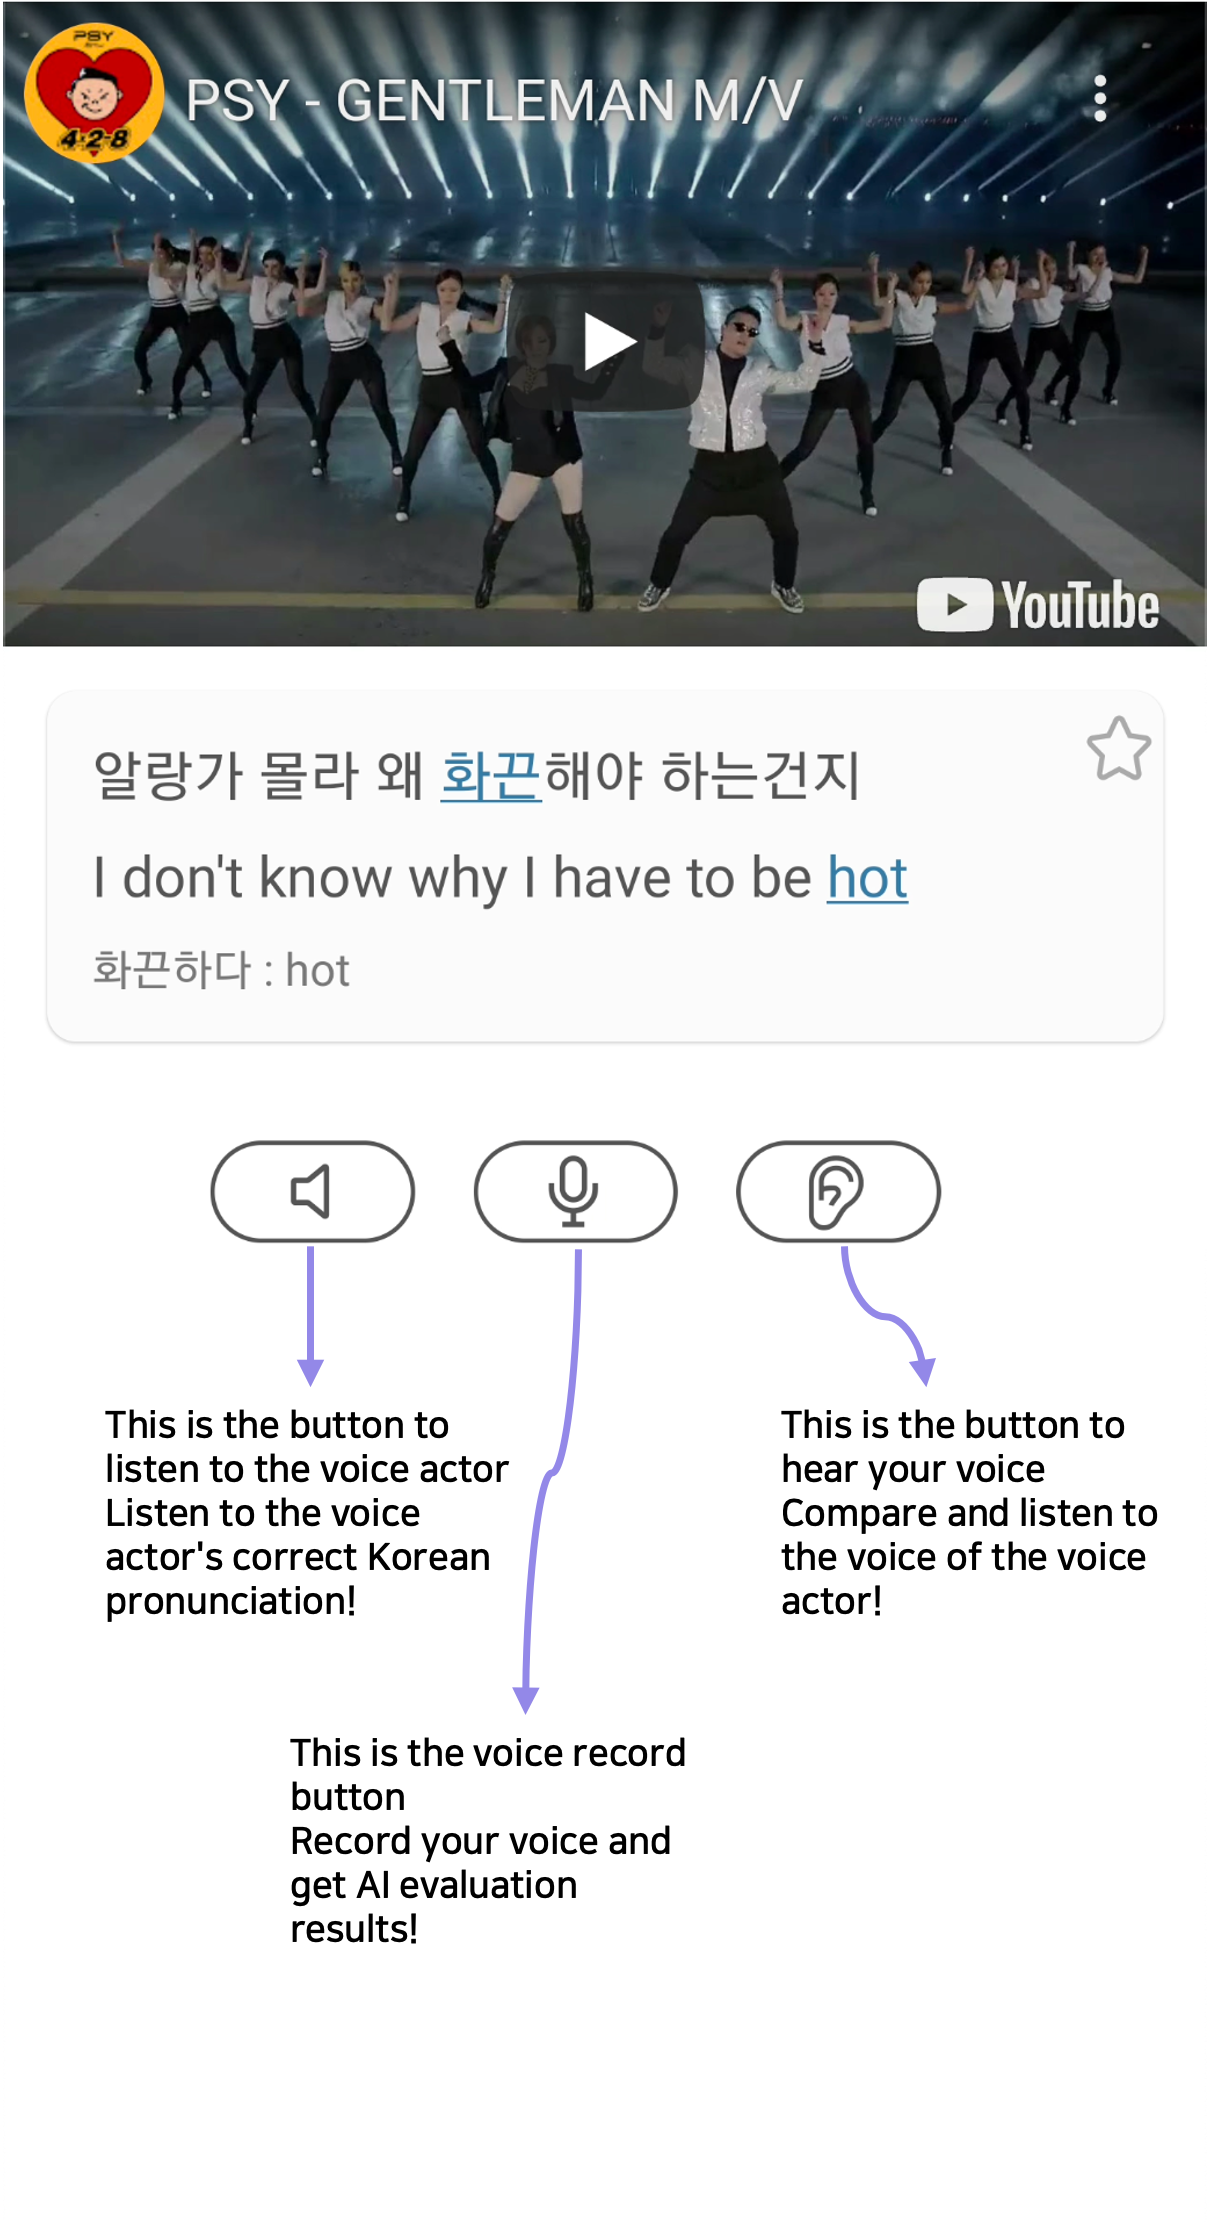 PSY
4·2·8
PSY - GENTLEMAN M/V
YouTube
알랑가 몰라 왜 화끈해야 하는건지
I don't know why I have to be hot
화끈하다 : hot
This is the button to
listen to the voice actor
Listen to the voice
actor's correct Korean
pronunciation!
This is the button to
hear your voice
Compare and listen to
the voice of the voice
actor!
This is the voice record
button
Record your voice and
get AI evaluation
results!